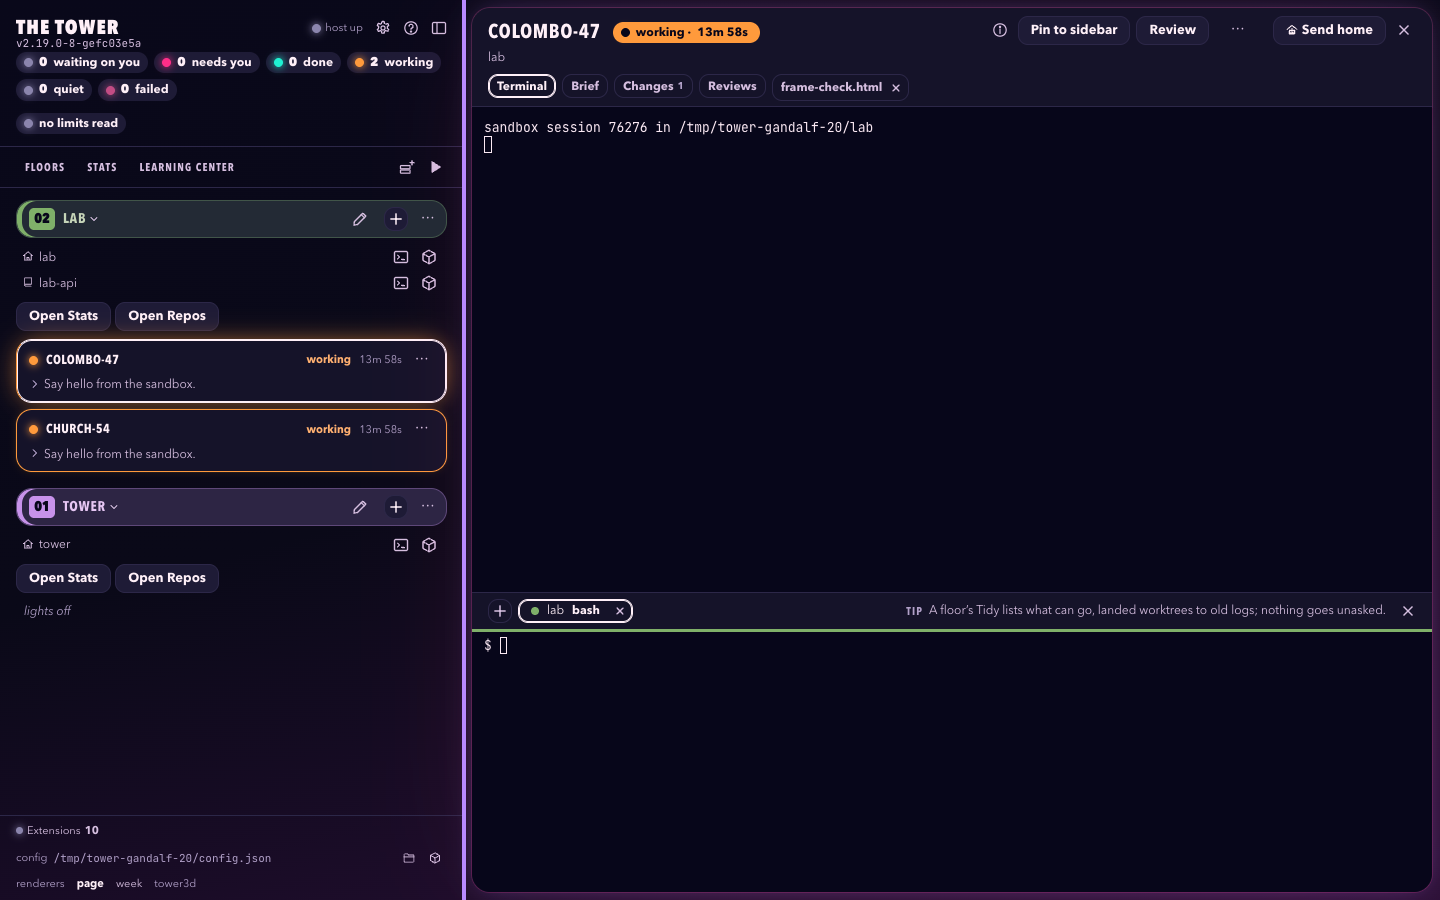 THE TOWER
host up
v2.19.0-8-gefc03e5a
0 waiting on you
0 needs you
0 done
2 working
0 quiet
0 failed
no limits read
FLOORS
STATS
LEARNING CENTER
02 LAB
lab
lab-api
Open Stats
Open Repos
COLOMBO-47
working 13m 58s
Say hello from the sandbox.
CHURCH-54
working 13m 58s
Say hello from the sandbox.
01 TOWER
tower
Open Stats
Open Repos
lights off
Extensions 10
config /tmp/tower-gandalf-20/config.json
renderers page week tower3d
COLOMBO-47
working · 13m 58s
Pin to sidebar
Review
Send home
lab
Terminal
Brief
Changes 1
Reviews
frame-check.html
sandbox session 76276 in /tmp/tower-gandalf-20/lab
lab bash
TIP A floor's Tidy lists what can go, landed worktrees to old logs; nothing goes unasked.
$